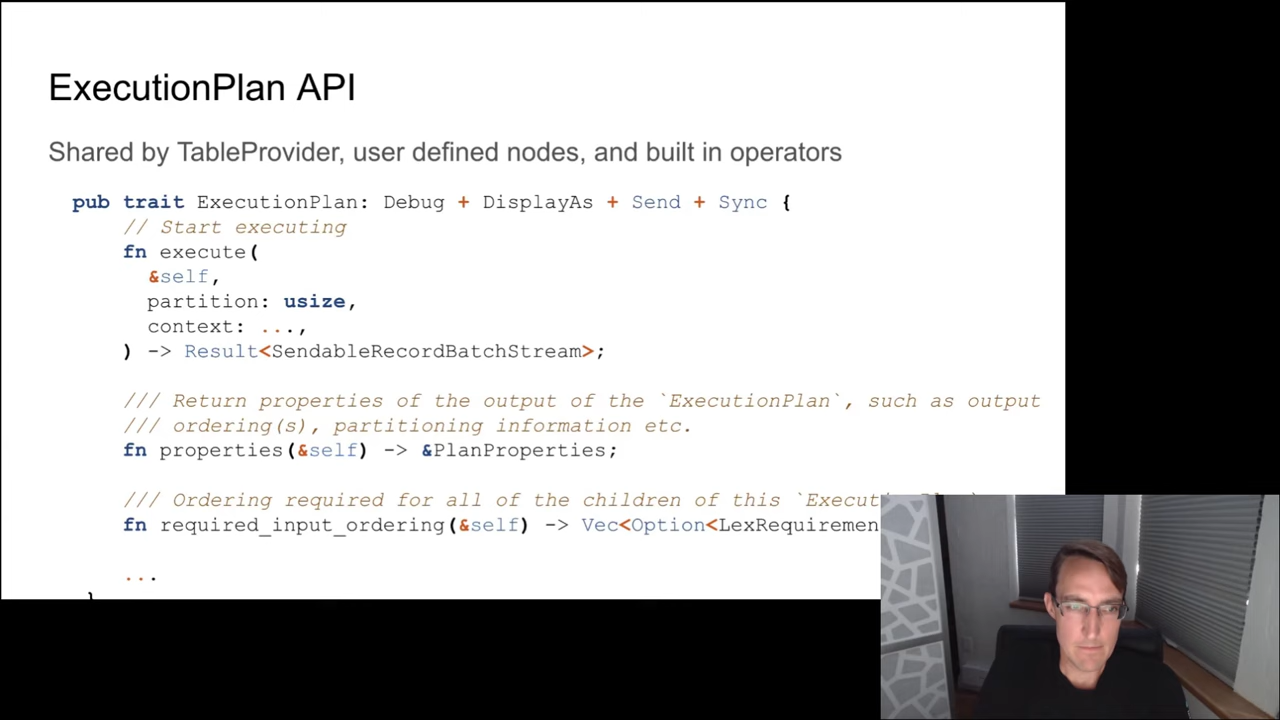 ExecutionPlan API
Shared by TableProvider, user defined nodes, and built in operators
pub trait ExecutionPlan: Debug + DisplayAs + Send + Sync {
// Start executing
fn execute(
&self,
partition: usize,
context: ...,
) -> Result<SendableRecordBatchStream>;
/// Return properties of the output of the `ExecutionPlan`, such as output
/// ordering(s), partitioning information etc.
fn properties(&self) -> &PlanProperties;
/// Ordering required for all of the children of this
fn required_input_ordering(&self) -> Vec<Option<LexRequiremen
...
}